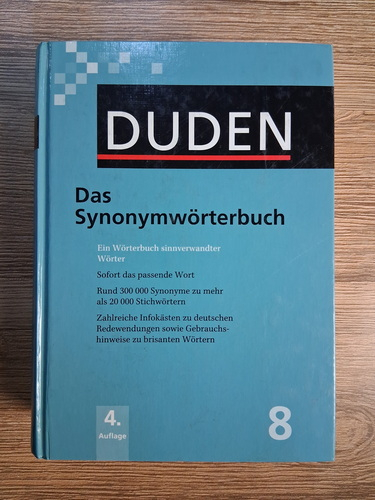 DUDEN
Das
Synonymwörterbuch
Ein Wörterbuch sinnverwandter
Wörter
Sofort das passende Wort
Rund 300 000 Synonyme zu mehr
als 20 000 Stichwörtern
Zahlreiche Infokästen zu deutschen
Redewendungen sowie Gebrauchs-
hinweise zu brisanten Wörtern
4.
Auflage
8